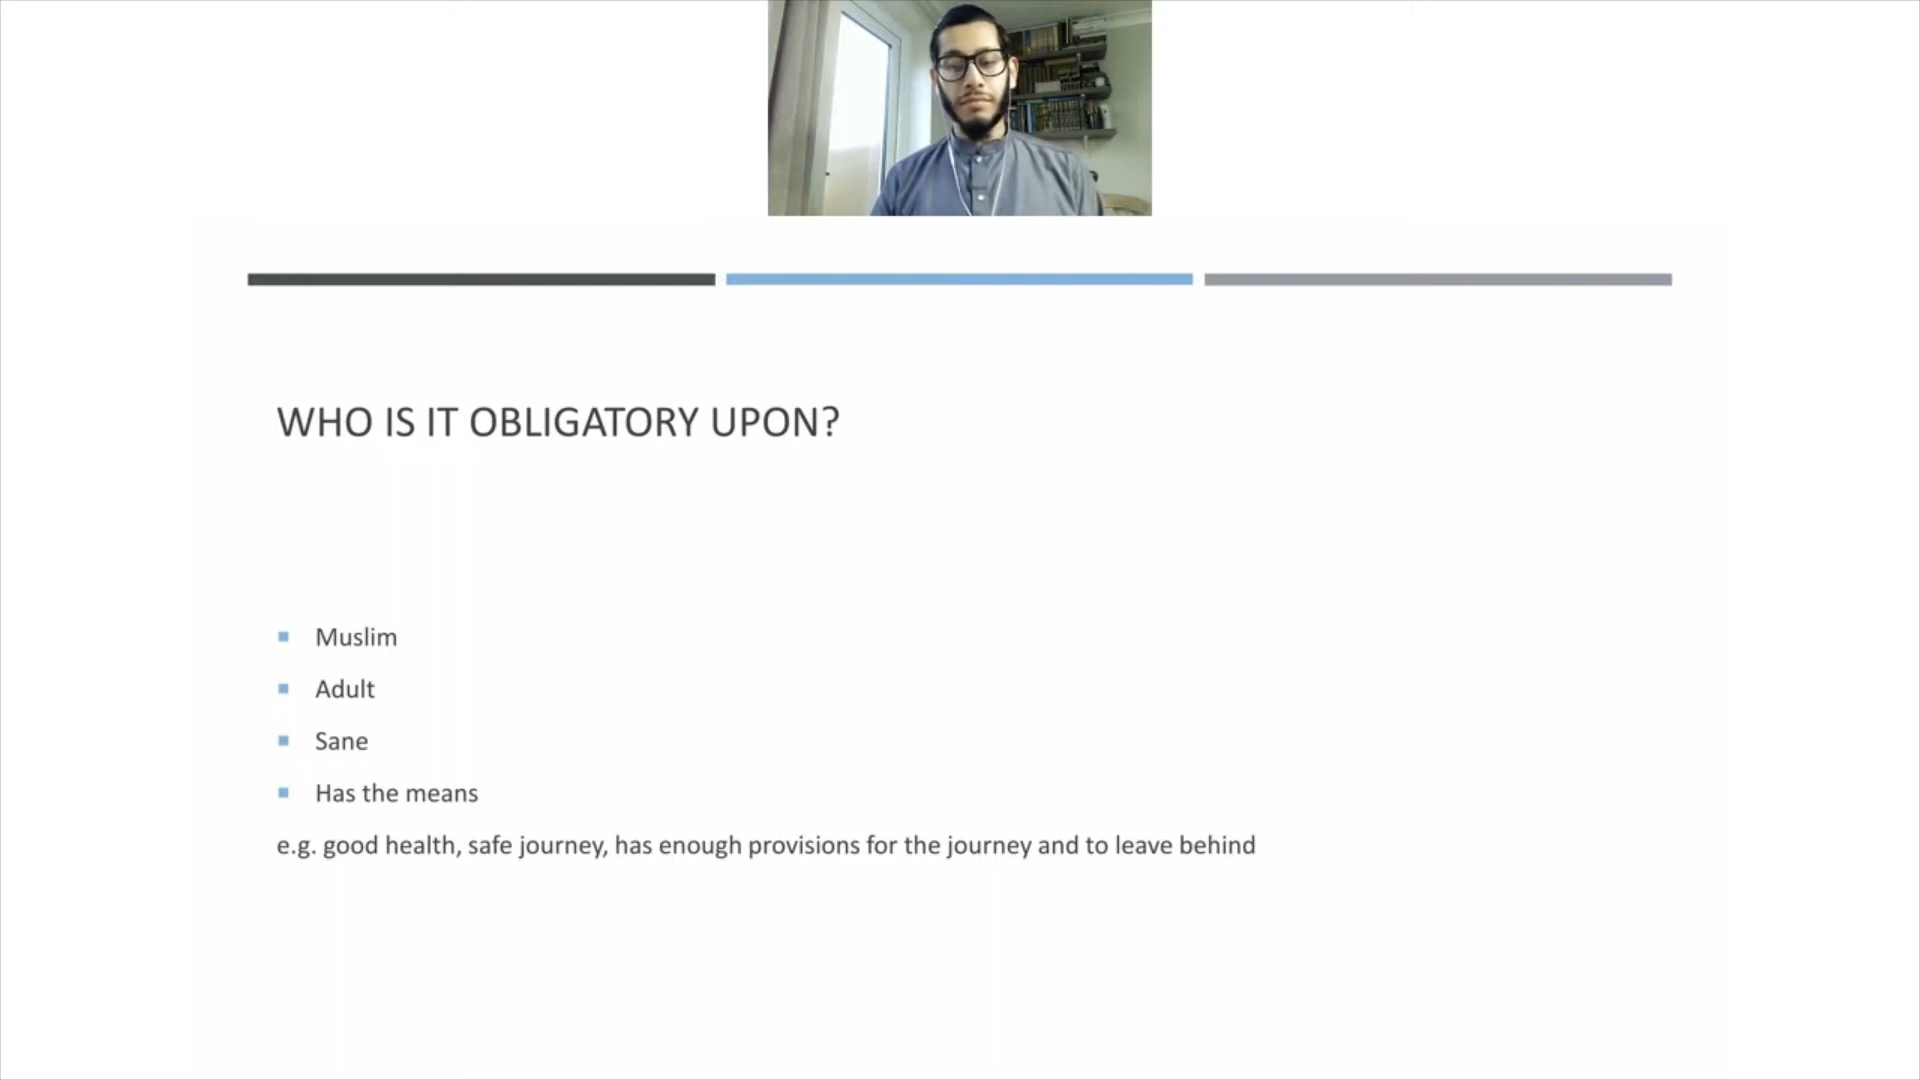 WHO IS IT OBLIGATORY UPON?
Muslim
Adult
Sane
Has the means
e.g. good health, safe journey, has enough provisions for the journey and to leave behind